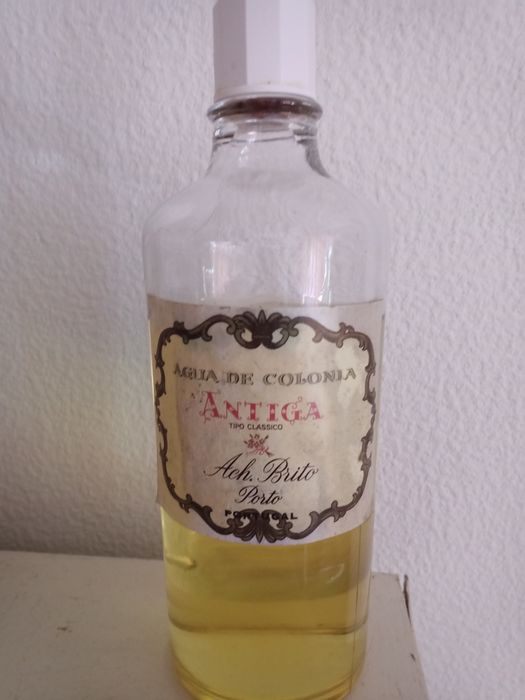 AGUA DE COLONIA
ANTIGA
TIPO CLASSICO
Ach. Brito
Porto
PORTUGAL